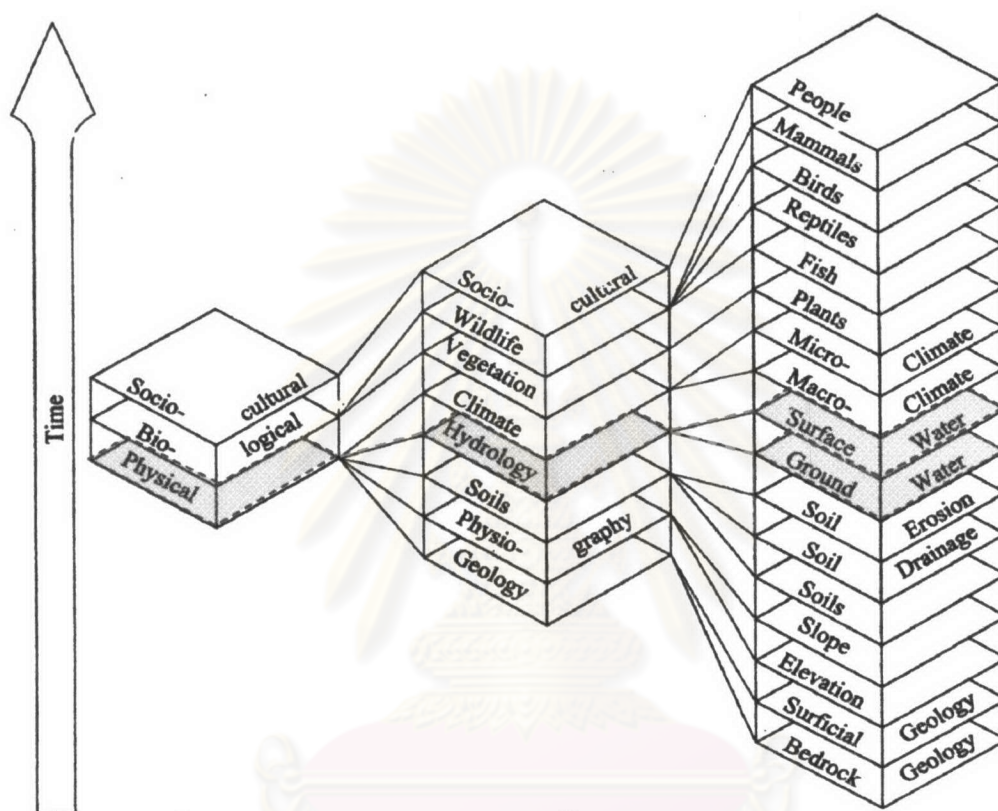 Time
Socio- cultural
Bio- logical
Physical
Socio- cultural
Wildlife
Vegetation
Climate
Hydrology
Soils
Physio- graphy
Geology
People
Mammals
Birds
Reptiles
Fish
Plants
Micro- Climate
Macro- Climate
Surface Water
Ground Water
Soil Erosion
Soil Drainage
Soils
Slope
Elevation
Surficial Geology
Bedrock Geology